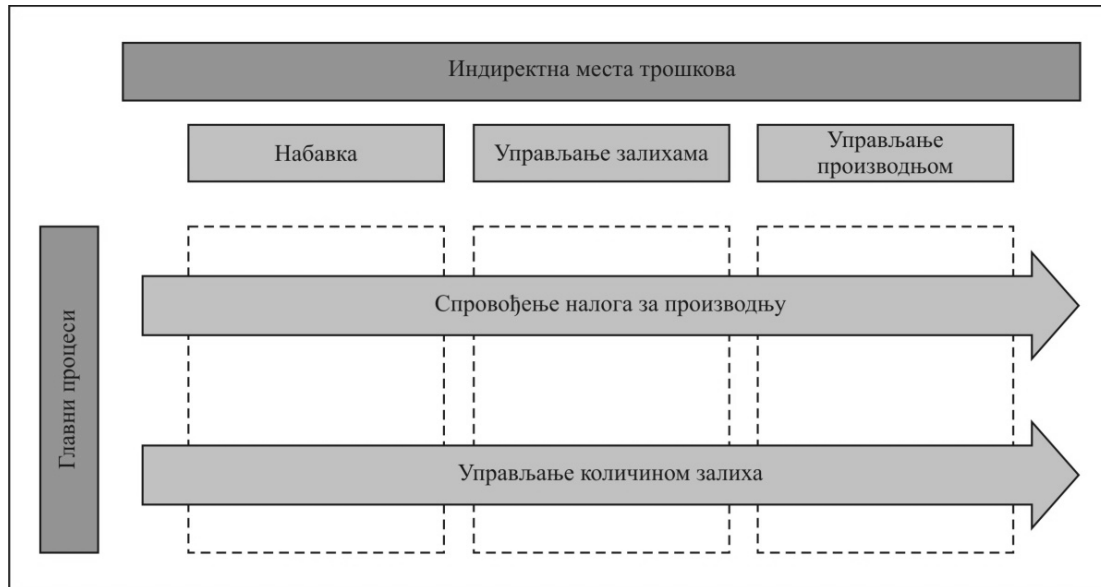 Индиректна места трошкова
Набавка
Управљање залихама
Управљање
производњом
Главни процеси
Спровођење налога за производњу
Управљање количином залиха